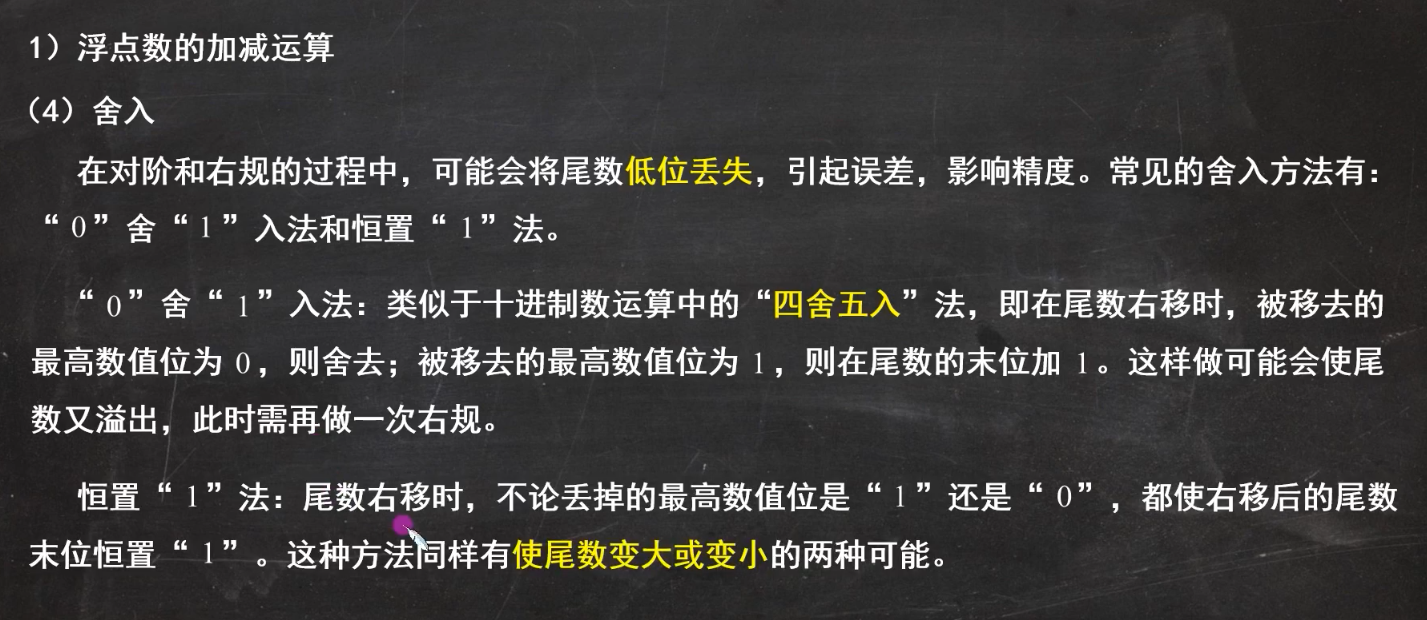 1）浮点数的加减运算
（4）舍入
在对阶和右规的过程中，可能会将尾数低位丢失，引起误差，影响精度。常见的舍入方法有：
“0”舍“1”入法和恒置“1”法。
“0”舍“1”入法：类似于十进制数运算中的“四舍五入”法，即在尾数右移时，被移去的
最高数值位为0，则舍去；被移去的最高数值位为1，则在尾数的末位加1。这样做可能会使尾
数又溢出，此时需再做一次右规。
恒置“1”法：尾数右移时，不论丢掉的最高数值位是“1”还是“0”，都使右移后的尾数
末位恒置“1”。这种方法同样有使尾数变大或变小的两种可能。